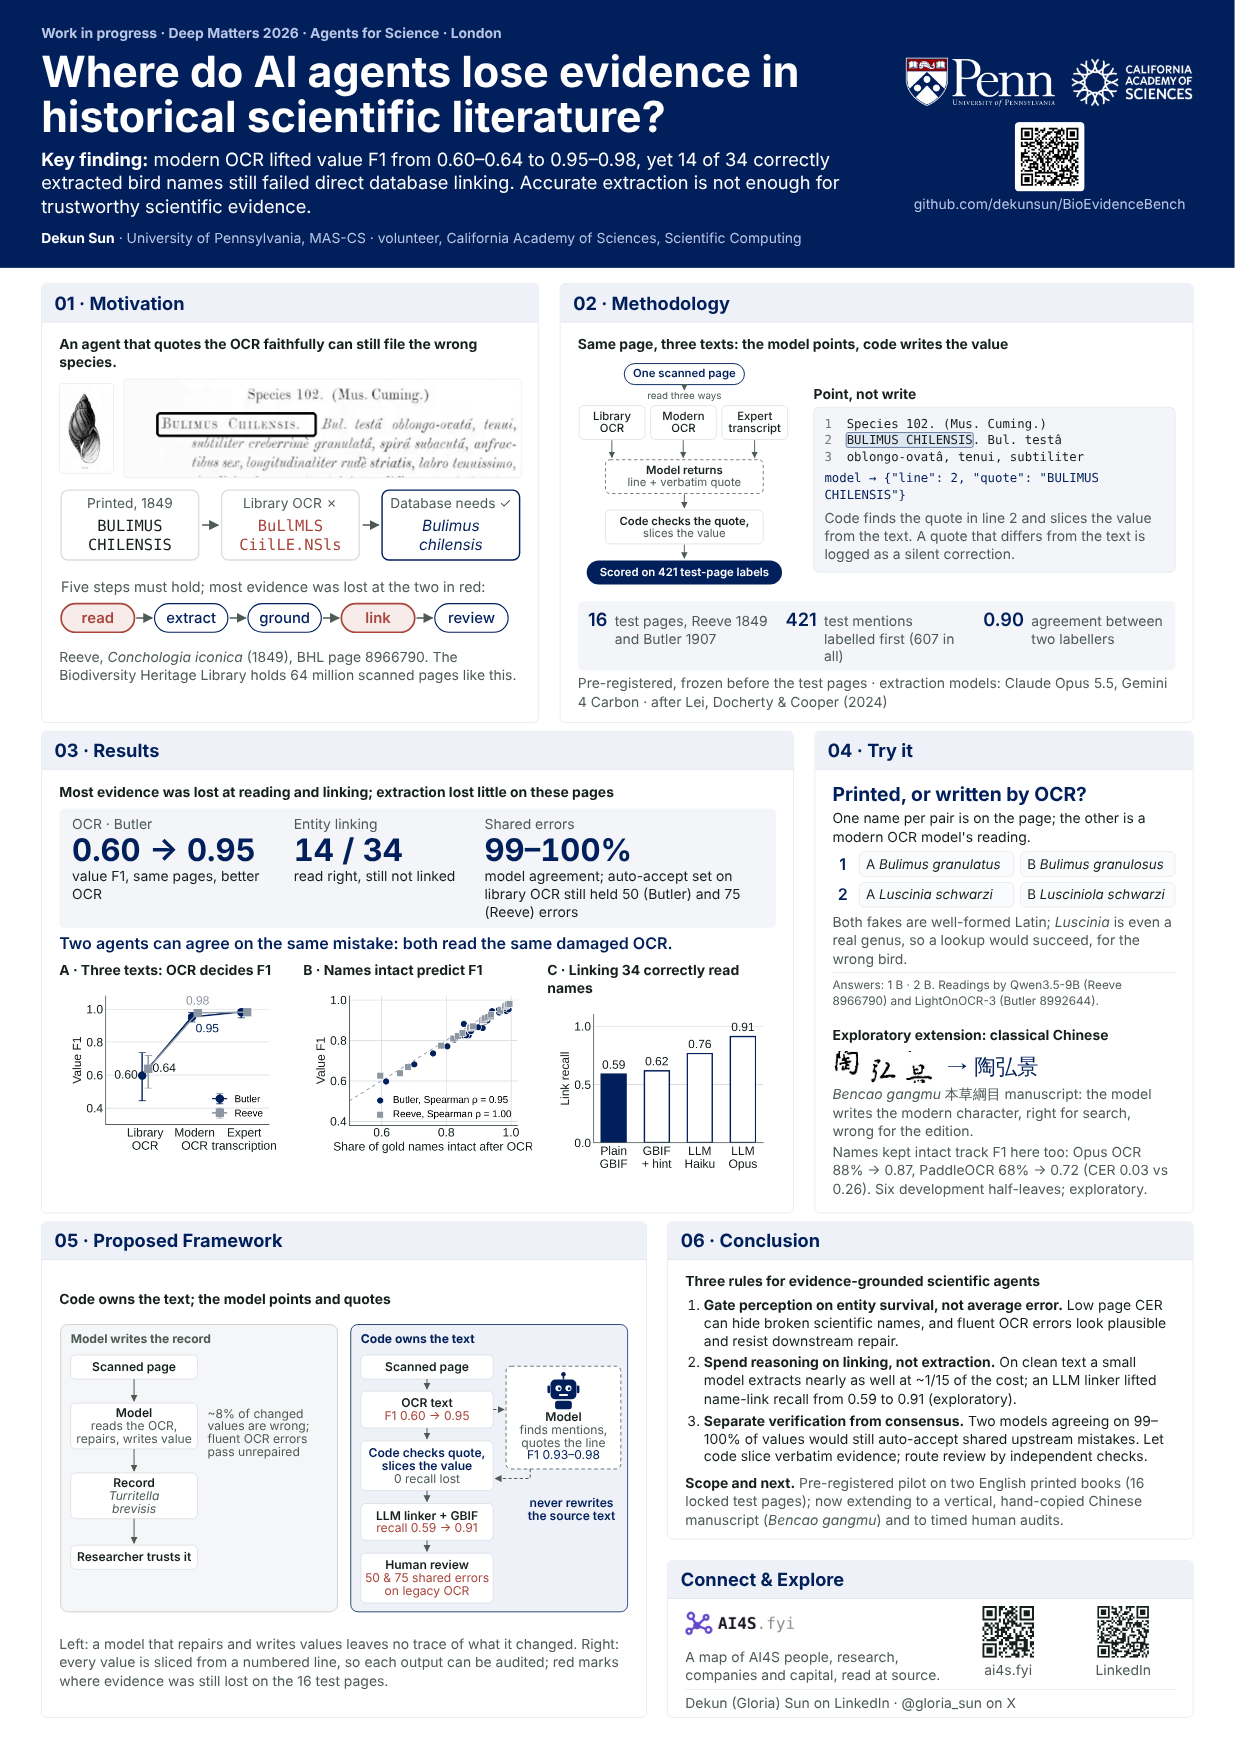 Work in progress · Deep Matters 2026 · Agents for Science · London
Where do AI agents lose evidence in
historical scientific literature?
Key finding: modern OCR lifted value F1 from 0.60–0.64 to 0.95–0.98, yet 14 of 34 correctly
extracted bird names still failed direct database linking. Accurate extraction is not enough for
trustworthy scientific evidence.
Dekun Sun · University of Pennsylvania, MAS-CS · volunteer, California Academy of Sciences, Scientific Computing
Penn
UNIVERSITY of PENNSYLVANIA
CALIFORNIA
ACADEMY OF
SCIENCES
github.com/dekunsun/BioEvidenceBench
01 · Motivation
An agent that quotes the OCR faithfully can still file the wrong
species.
Species 102. (Mus. Cuming.)
BULIMUS CHILENSIS. Bul. testâ oblongo-ovatâ, tenui,
subtiliter creberrimè granulatâ, spirâ subacutâ, anfrac-
tibus sex, longitudinaliter rudè striatis, labro tenuissimo,
Printed, 1849
BULIMUS
CHILENSIS
Library OCR ×
BuLlMLS
CiilLE.NSls
Database needs ✓
Bulimus
chilensis
Five steps must hold; most evidence was lost at the two in red:
read
extract
ground
link
review
Reeve, Conchologia iconica (1849), BHL page 8966790. The
Biodiversity Heritage Library holds 64 million scanned pages like this.
02 · Methodology
Same page, three texts: the model points, code writes the value
One scanned page
read three ways
Library
OCR
Modern
OCR
Expert
transcript
Model returns
line + verbatim quote
Code checks the quote,
slices the value
Scored on 421 test-page labels
Point, not write
1 Species 102. (Mus. Cuming.)
2 BULIMUS CHILENSIS. Bul. testâ
3 oblongo-ovatâ, tenui, subtiliter
model → {"line": 2, "quote": "BULIMUS
CHILENSIS"}
Code finds the quote in line 2 and slices the value
from the text. A quote that differs from the text is
logged as a silent correction.
16 test pages, Reeve 1849
and Butler 1907
421 test mentions
labelled first (607 in
all)
0.90 agreement between
two labellers
Pre-registered, frozen before the test pages · extraction models: Claude Opus 5.5, Gemini
4 Carbon · after Lei, Docherty & Cooper (2024)
03 · Results
Most evidence was lost at reading and linking; extraction lost little on these pages
OCR · Butler
0.60 → 0.95
value F1, same pages, better
OCR
Entity linking
14 / 34
read right, still not linked
Shared errors
99–100%
model agreement; auto-accept set on
library OCR still held 50 (Butler) and 75
(Reeve) errors
Two agents can agree on the same mistake: both read the same damaged OCR.
A · Three texts: OCR decides F1
Value F1
1.0
0.8
0.6
0.4
0.98
0.95
0.60
0.64
Butler
Reeve
Library
OCR
Modern
OCR
Expert
transcription
B · Names intact predict F1
Value F1
1.0
0.8
0.6
0.4
Butler, Spearman ρ = 0.95
Reeve, Spearman ρ = 1.00
0.6 0.8 1.0
Share of gold names intact after OCR
C · Linking 34 correctly read
names
Link recall
1.0
0.5
0.0
0.59
0.62
0.76
0.91
Plain
GBIF
GBIF
+ hint
LLM
Haiku
LLM
Opus
04 · Try it
Printed, or written by OCR?
One name per pair is on the page; the other is a
modern OCR model's reading.
1 A Bulimus granulatus B Bulimus granulosus
2 A Luscinia schwarzi B Lusciniola schwarzi
Both fakes are well-formed Latin; Luscinia is even a
real genus, so a lookup would succeed, for the
wrong bird.
Answers: 1 B · 2 B. Readings by Qwen3.5-9B (Reeve
8966790) and LightOnOCR-3 (Butler 8992644).
Exploratory extension: classical Chinese
陶弘景 → 陶弘景
Bencao gangmu 本草綱目 manuscript: the model
writes the modern character, right for search,
wrong for the edition.
Names kept intact track F1 here too: Opus OCR
88% → 0.87, PaddleOCR 68% → 0.72 (CER 0.03 vs
0.26). Six development half-leaves; exploratory.
05 · Proposed Framework
Code owns the text; the model points and quotes
Model writes the record
Scanned page
Model
reads the OCR,
repairs, writes value
~8% of changed
values are wrong;
fluent OCR errors
pass unrepaired
Record
Turritella
brevisis
Researcher trusts it
Code owns the text
Scanned page
OCR text
F1 0.60 → 0.95
Code checks quote,
slices the value
0 recall lost
LLM linker + GBIF
recall 0.59 → 0.91
Human review
50 & 75 shared errors
on legacy OCR
Model
finds mentions,
quotes the line
F1 0.93–0.98
never rewrites
the source text
Left: a model that repairs and writes values leaves no trace of what it changed. Right:
every value is sliced from a numbered line, so each output can be audited; red marks
where evidence was still lost on the 16 test pages.
06 · Conclusion
Three rules for evidence-grounded scientific agents
1. Gate perception on entity survival, not average error. Low page CER
can hide broken scientific names, and fluent OCR errors look plausible
and resist downstream repair.
2. Spend reasoning on linking, not extraction. On clean text a small
model extracts nearly as well at ~1/15 of the cost; an LLM linker lifted
name-link recall from 0.59 to 0.91 (exploratory).
3. Separate verification from consensus. Two models agreeing on 99–
100% of values would still auto-accept shared upstream mistakes. Let
code slice verbatim evidence; route review by independent checks.
Scope and next. Pre-registered pilot on two English printed books (16
locked test pages); now extending to a vertical, hand-copied Chinese
manuscript (Bencao gangmu) and to timed human audits.
Connect & Explore
AI4S.fyi
A map of AI4S people, research,
companies and capital, read at source.
ai4s.fyi
LinkedIn
Dekun (Gloria) Sun on LinkedIn · @gloria_sun on X